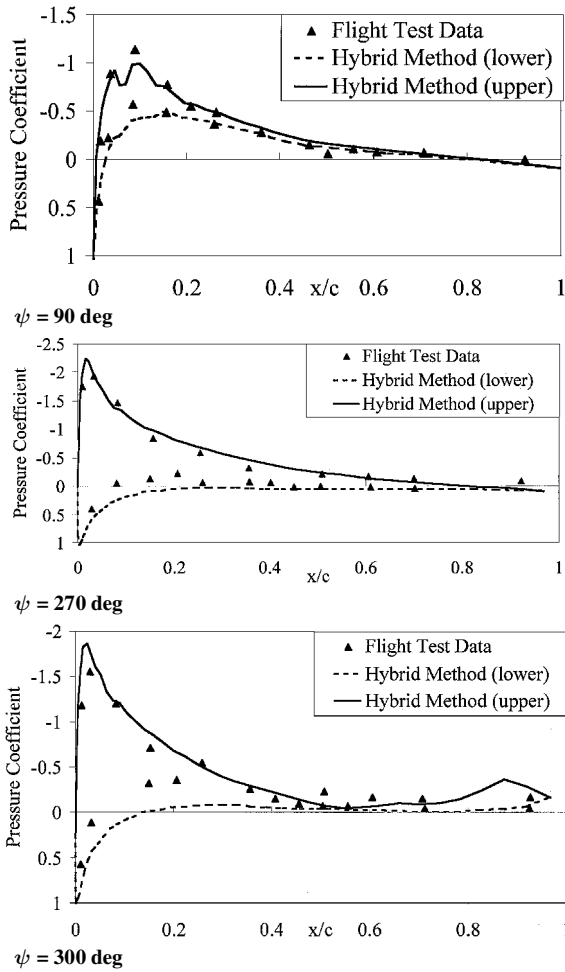 -1.5
-1
-0.5
0
0.5
1
Pressure Coefficient
Flight Test Data
Hybrid Method (lower)
Hybrid Method (upper)
0 0.2 0.4 0.6 0.8 1
x/c
ψ = 90 deg
-2.5
-2
-1.5
-1
-0.5
0
0.5
1
Pressure Coefficient
Flight Test Data
Hybrid Method (lower)
Hybrid Method (upper)
0 0.2 0.4 0.6 0.8 1
x/c
ψ = 270 deg
-2
-1.5
-1
-0.5
0
0.5
1
Pressure Coefficient
Flight Test Data
Hybrid Method (lower)
Hybrid Method (upper)
0 0.2 0.4 0.6 0.8 1
x/c
ψ = 300 deg